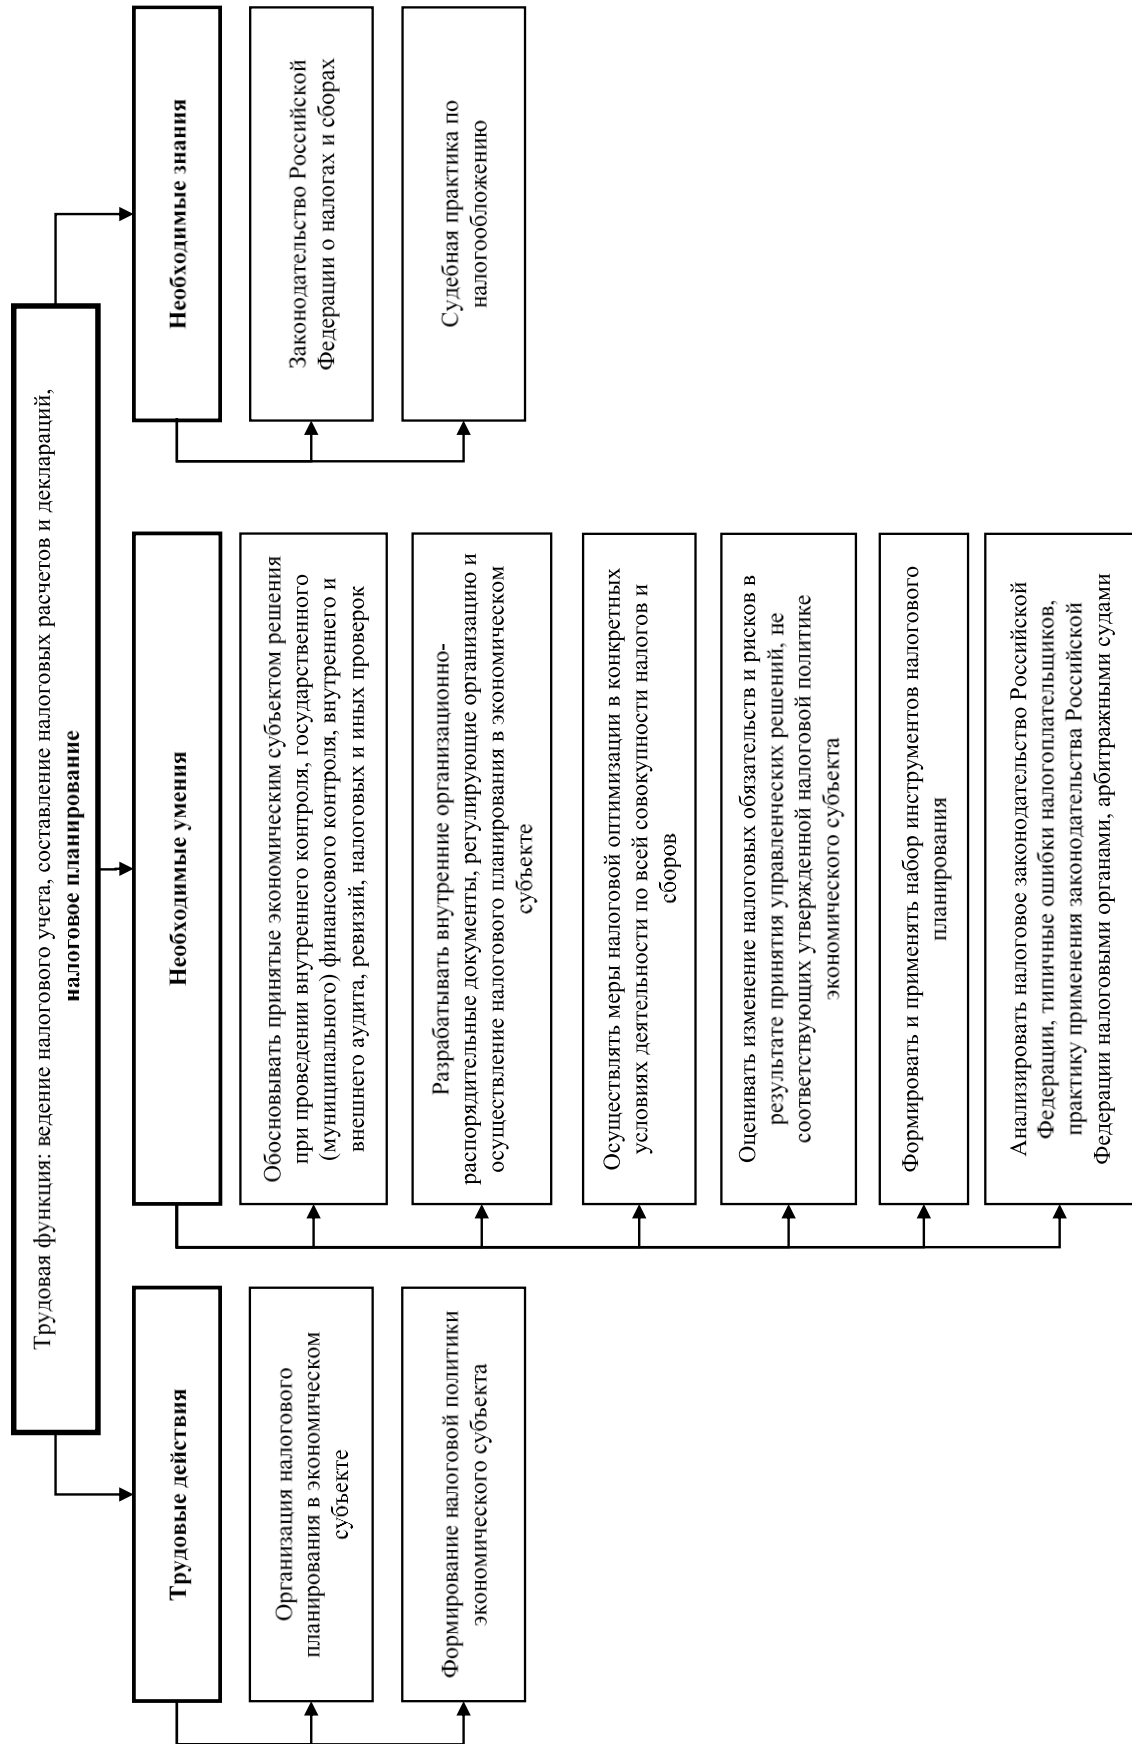 Трудовая функция: ведение налогового учета, составление налоговых расчетов и деклараций,
налоговое планирование
Трудовые действия
Организация налогового
планирования в экономическом
субъекте
Формирование налоговой политики
экономического субъекта
Необходимые умения
Обосновывать принятые экономическим субъектом решения
при проведении внутреннего контроля, государственного
(муниципального) финансового контроля, внутреннего и
внешнего аудита, ревизий, налоговых и иных проверок
Разрабатывать внутренние организационно-
распорядительные документы, регулирующие организацию и
осуществление налогового планирования в экономическом
субъекте
Осуществлять меры налоговой оптимизации в конкретных
условиях деятельности по всей совокупности налогов и
сборов
Оценивать изменение налоговых обязательств и рисков в
результате принятия управленческих решений, не
соответствующих утвержденной налоговой политике
экономического субъекта
Формировать и применять набор инструментов налогового
планирования
Анализировать налоговое законодательство Российской
Федерации, типичные ошибки налогоплательщиков,
практику применения законодательства Российской
Федерации налоговыми органами, арбитражными судами
Необходимые знания
Законодательство Российской
Федерации о налогах и сборах
Судебная практика по
налогообложению